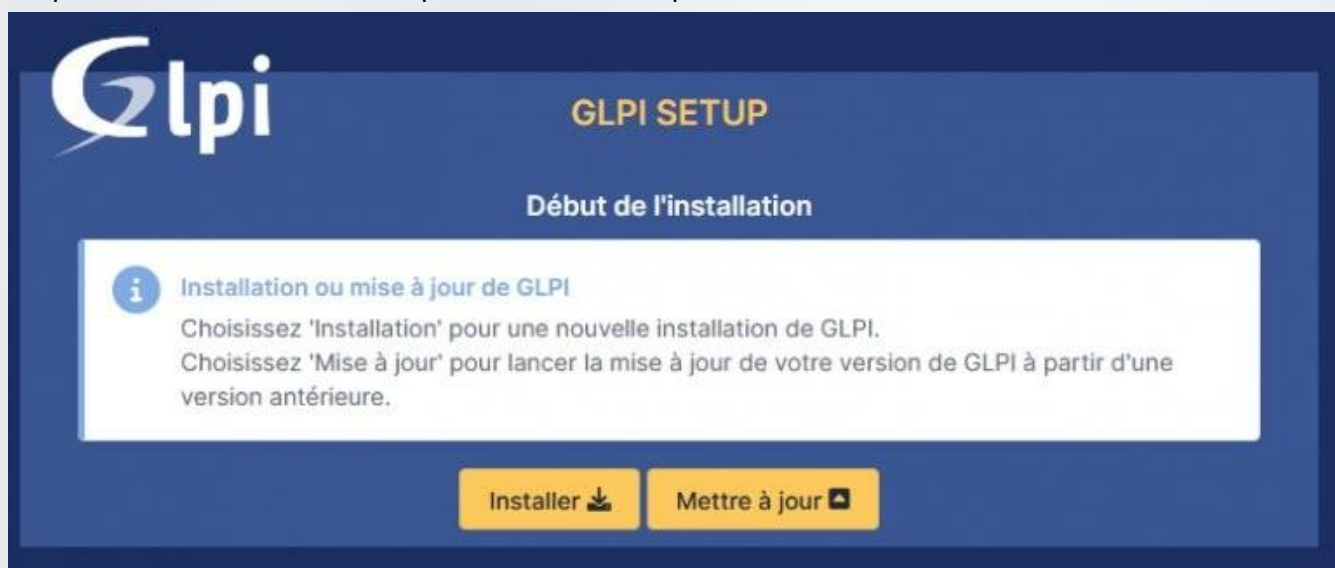 Glpi
GLPI SETUP
Début de l'installation
Installation ou mise à jour de GLPI
Choisissez 'Installation' pour une nouvelle installation de GLPI.
Choisissez 'Mise à jour' pour lancer la mise à jour de votre version de GLPI à partir d'une
version antérieure.
Installer
Mettre à jour